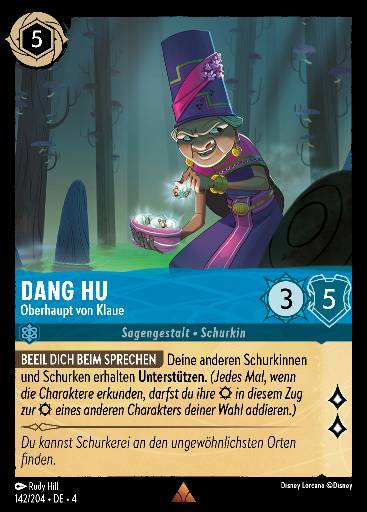 5
DANG HU
Oberhaupt von Klaue
3
5
Sagengestalt • Schurkin
BEEIL DICH BEIM SPRECHEN Deine anderen Schurkinnen
und Schurken erhalten Unterstützen. (Jedes Mal, wenn
die Charaktere erkunden, darfst du ihre in diesem Zug
zur eines anderen Charakters deiner Wahl addieren.)
Du kannst Schurkerei an den ungewöhnlichsten Orten
finden.
Rudy Hill
Disney Lorcana ©Disney
142/204 • DE • 4